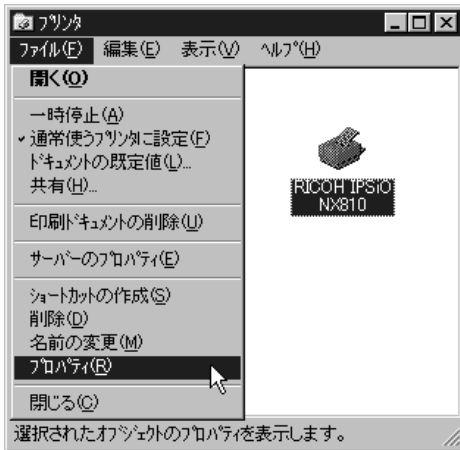 プリンタ
ファイル(F) 編集(E) 表示(V) ヘルプ(H)
開く(O)
一時停止(A)
通常使うプリンタに設定(F)
ドキュメントの既定値(L)...
共有(H)...
印刷ドキュメントの削除(U)
サーバーのプロパティ(E)
ショートカットの作成(S)
削除(D)
名前の変更(M)
プロパティ(R)
閉じる(C)
RICOH IPSiO
NX810
選択されたオブジェクトのプロパティを表示します。